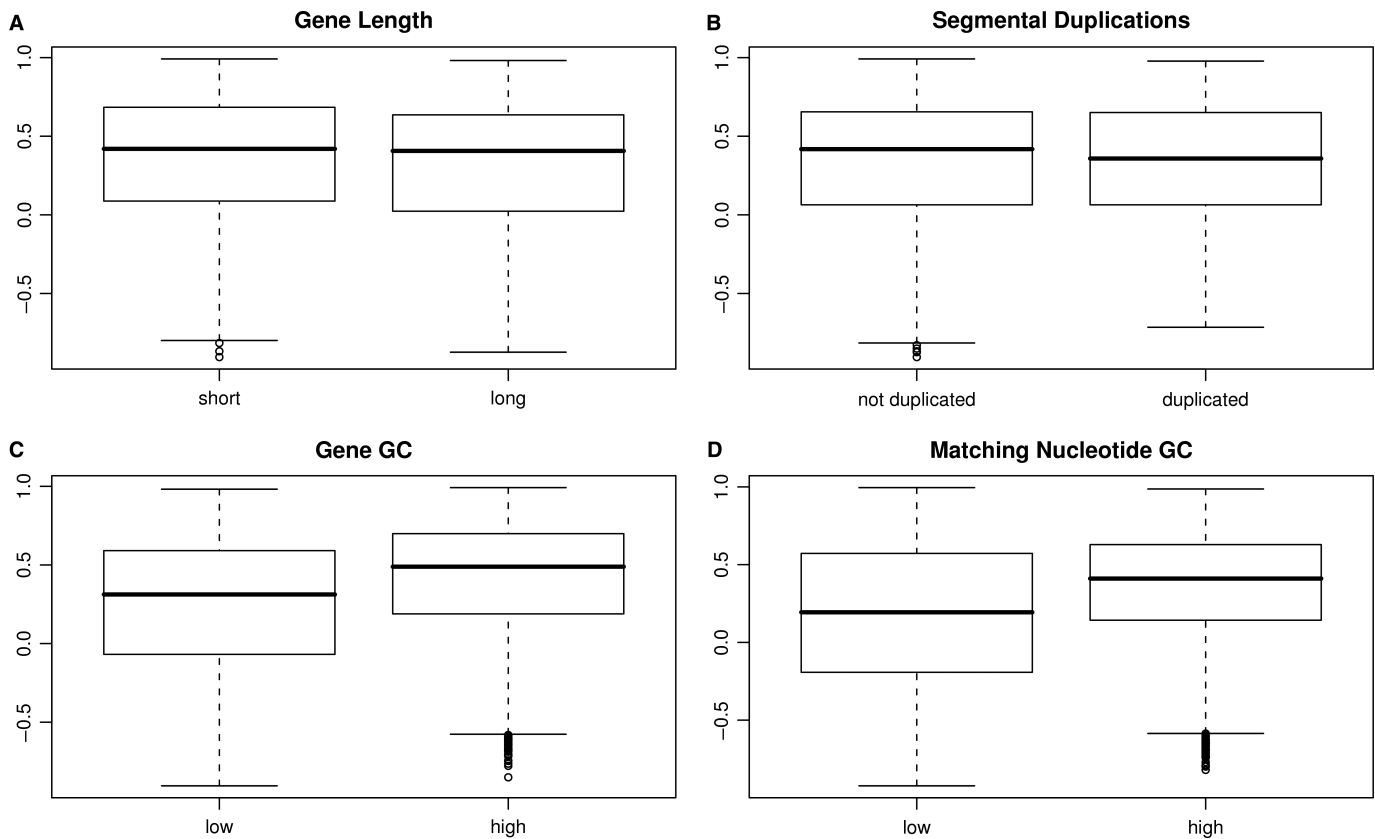 A
Gene Length
1.0
0.5
0.0
−0.5
short
long
B
Segmental Duplications
1.0
0.5
0.0
−0.5
not duplicated
duplicated
C
Gene GC
1.0
0.5
0.0
−0.5
low
high
D
Matching Nucleotide GC
1.0
0.5
0.0
−0.5
low
high